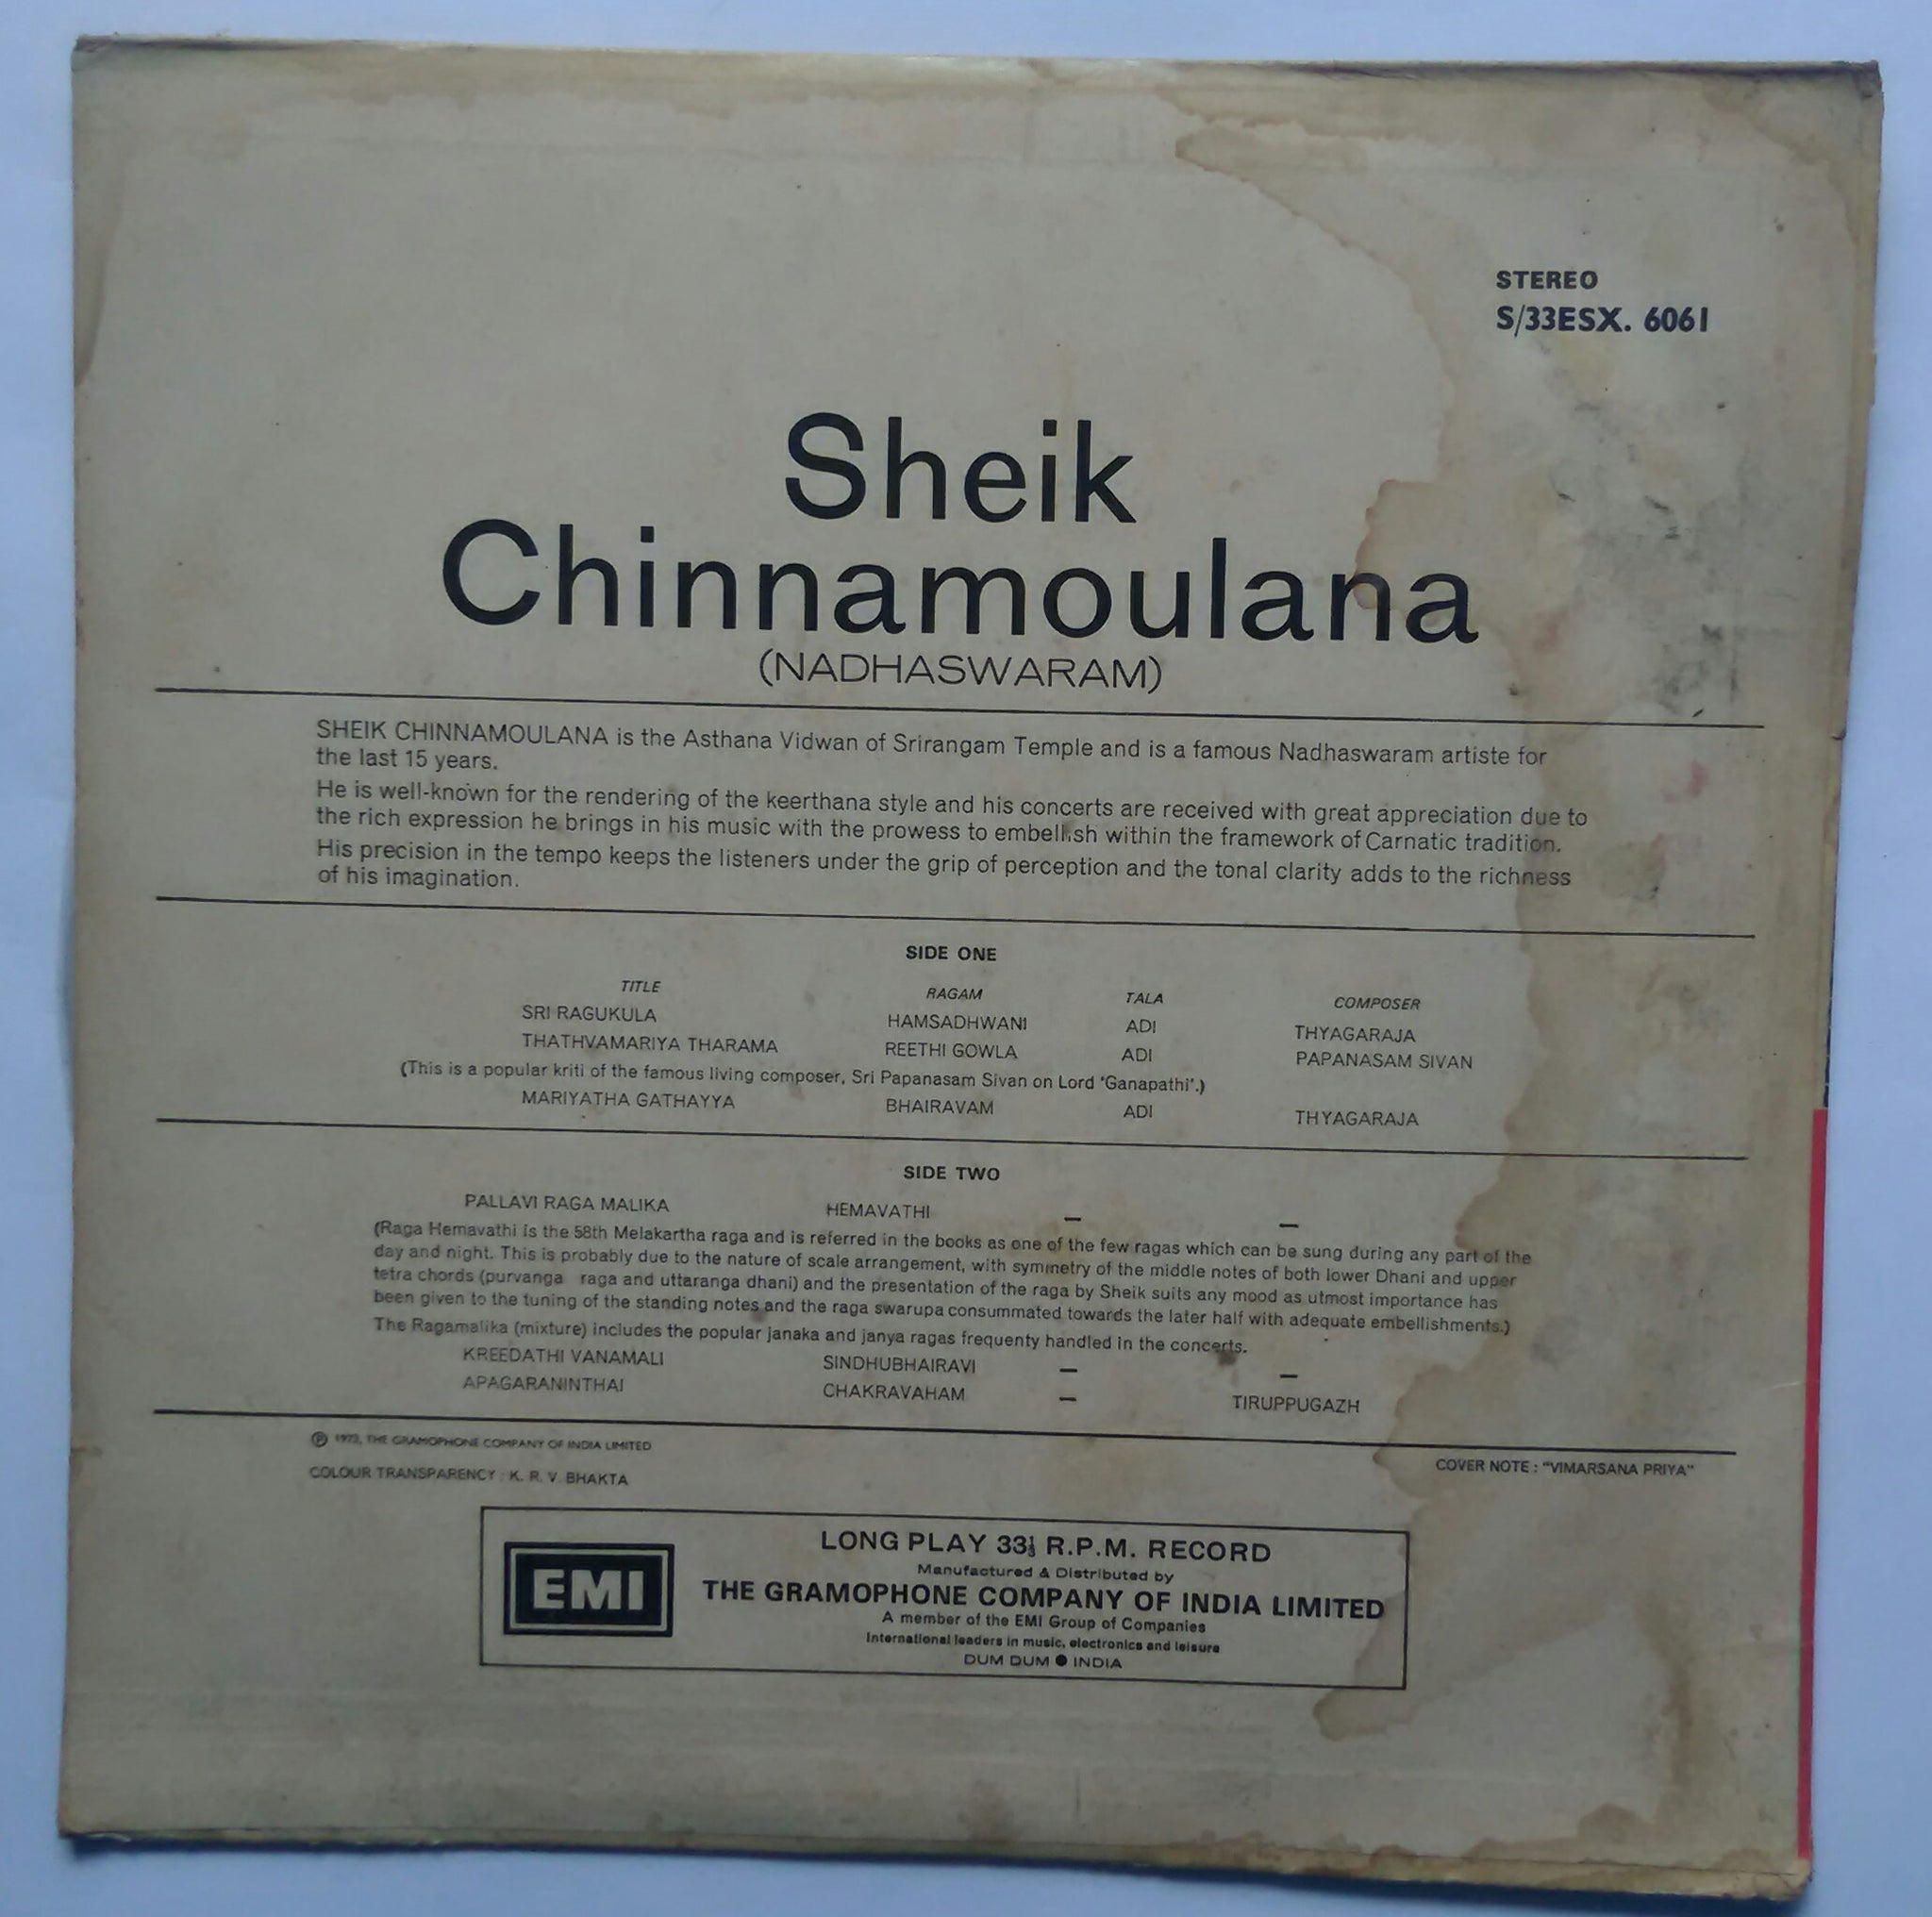 STEREO
S/33ESX. 6061
Sheik
Chinnamoulana
(NADHASWARAM)
SHEIK CHINNAMOULANA is the Asthana Vidwan of Srirangam Temple and is a famous Nadhaswaram artiste for
the last 15 years.
He is well-known for the rendering of the keerthana style and his concerts are received with great appreciation due to
the rich expression he brings in his music with the prowess to embellish within the framework of Carnatic tradition.
His precision in the tempo keeps the listeners under the grip of perception and the tonal clarity adds to the richness
of his imagination.
SIDE ONE
TITLE RAGAM TALA COMPOSER
SRI RAGUKULA HAMSADHWANI ADI THYAGARAJA
THATHVAMARIYA THARAMA REETHI GOWLA ADI PAPANASAM SIVAN
(This is a popular kriti of the famous living composer, Sri Papanasam Sivan on Lord 'Ganapathi'.)
MARIYATHA GATHAYYA BHAIRAVAM ADI THYAGARAJA
SIDE TWO
PALLAVI RAGA MALIKA HEMAVATHI — —
(Raga Hemavathi is the 58th Melakartha raga and is referred in the books as one of the few ragas which can be sung during any part of the
day and night. This is probably due to the nature of scale arrangement, with symmetry of the middle notes of both lower Dhani and upper
tetra chords (purvanga raga and uttaranga dhani) and the presentation of the raga by Sheik suits any mood as utmost importance has
been given to the tuning of the standing notes and the raga swarupa consummated towards the later half with adequate embellishments.)
The Ragamalika (mixture) includes the popular janaka and janya ragas frequenty handled in the concerts.
KREEDATHI VANAMALI SINDHUBHAIRAVI — —
APAGARANINTHAI CHAKRAVAHAM — TIRUPPUGAZH
℗ 1973, THE GRAMOPHONE COMPANY OF INDIA LIMITED
COLOUR TRANSPARENCY : K. R. V. BHAKTA
COVER NOTE : "VIMARSANA PRIYA"
EMI
LONG PLAY 33⅓ R.P.M. RECORD
Manufactured & Distributed by
THE GRAMOPHONE COMPANY OF INDIA LIMITED
A member of the EMI Group of Companies
International leaders in music, electronics and leisure
DUM DUM ● INDIA